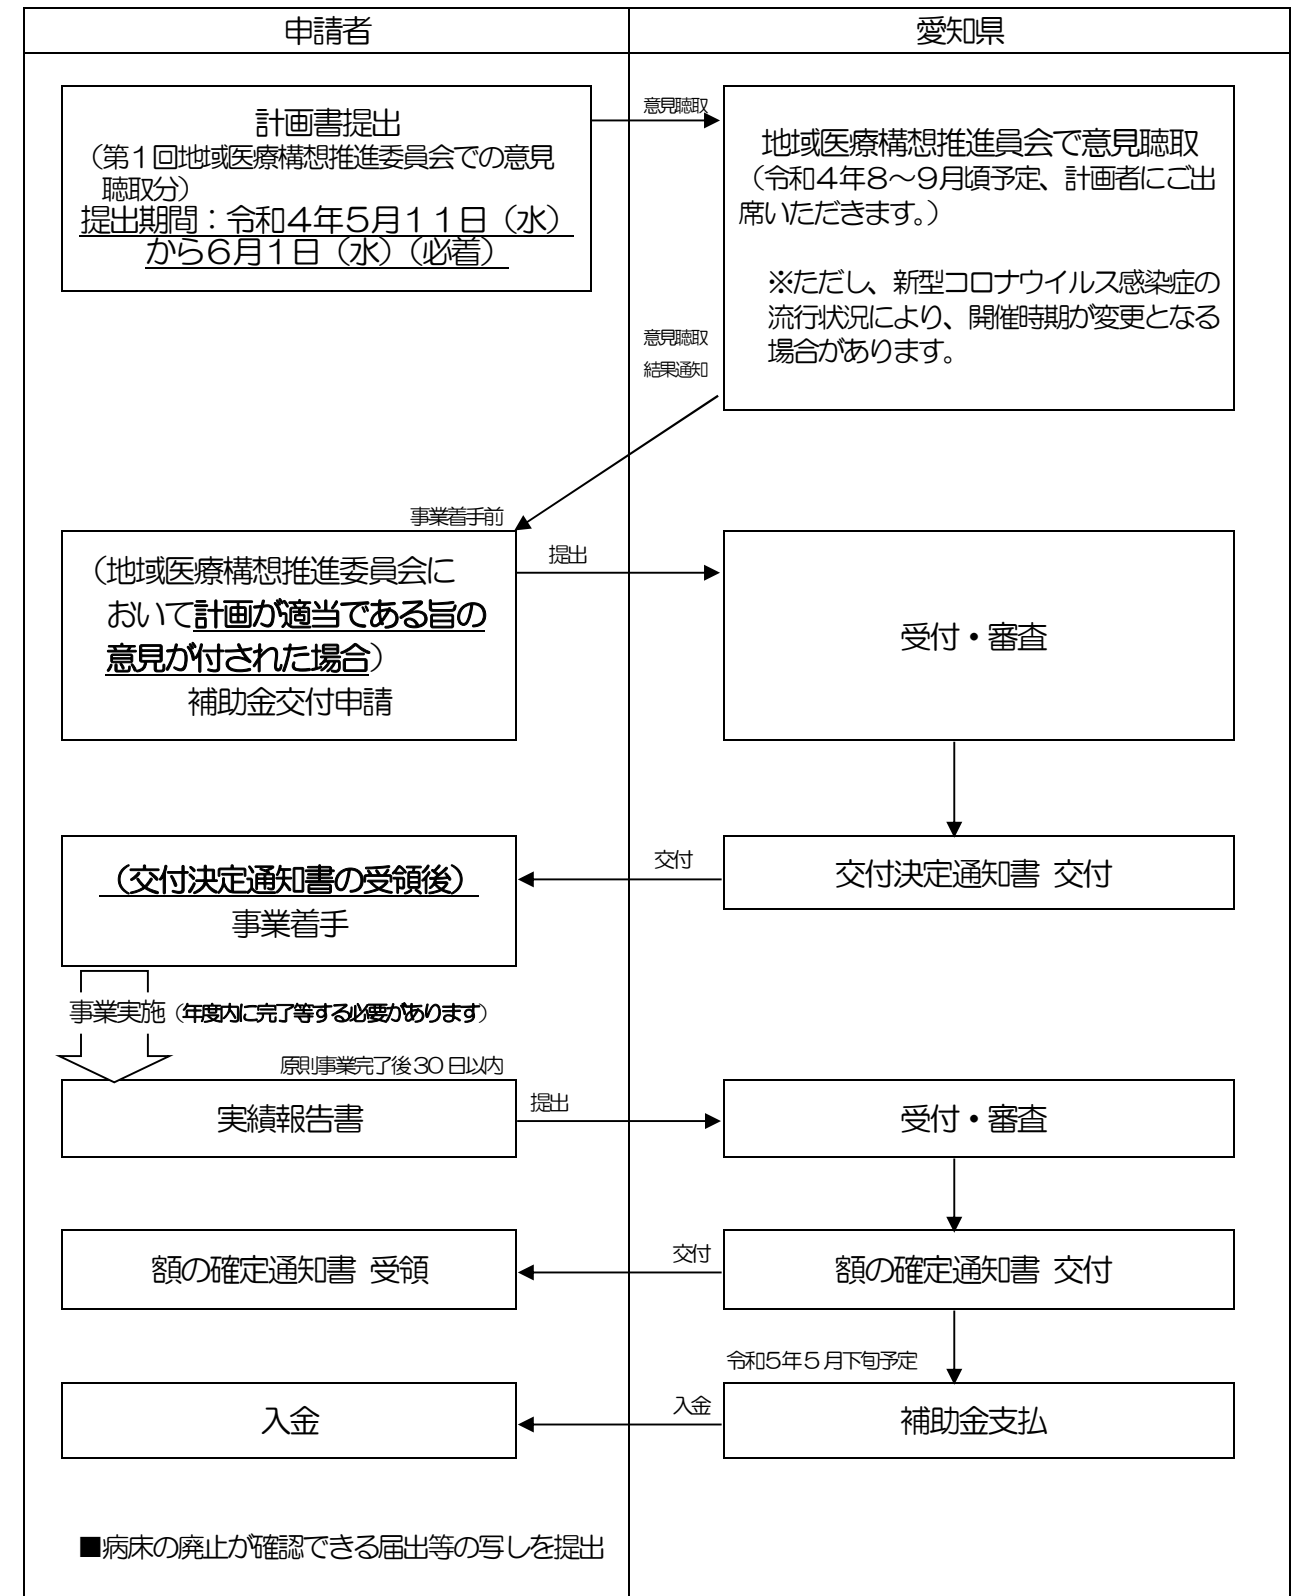 申請者
愛知県
計画書提出
（第１回地域医療構想推進委員会での意見
聴取分）
提出期間：令和４年５月１１日（水）
から６月１日（水）（必着）
意見聴取
地域医療構想推進員会で意見聴取
（令和４年８～９月頃予定、計画者にご出
席いただきます。）
※ただし、新型コロナウイルス感染症の
流行状況により、開催時期が変更となる
場合があります。
意見聴取
結果通知
事業着手前
（地域医療構想推進委員会に
おいて計画が適当である旨の
意見が付された場合）
補助金交付申請
提出
受付・審査
（交付決定通知書の受領後）
事業着手
交付
交付決定通知書 交付
事業実施（年度内に完了等する必要があります）
原則事業完了後 30 日以内
実績報告書
提出
受付・審査
額の確定通知書 受領
交付
額の確定通知書 交付
令和５年５月下旬予定
入金
入金
補助金支払
■病床の廃止が確認できる届出等の写しを提出